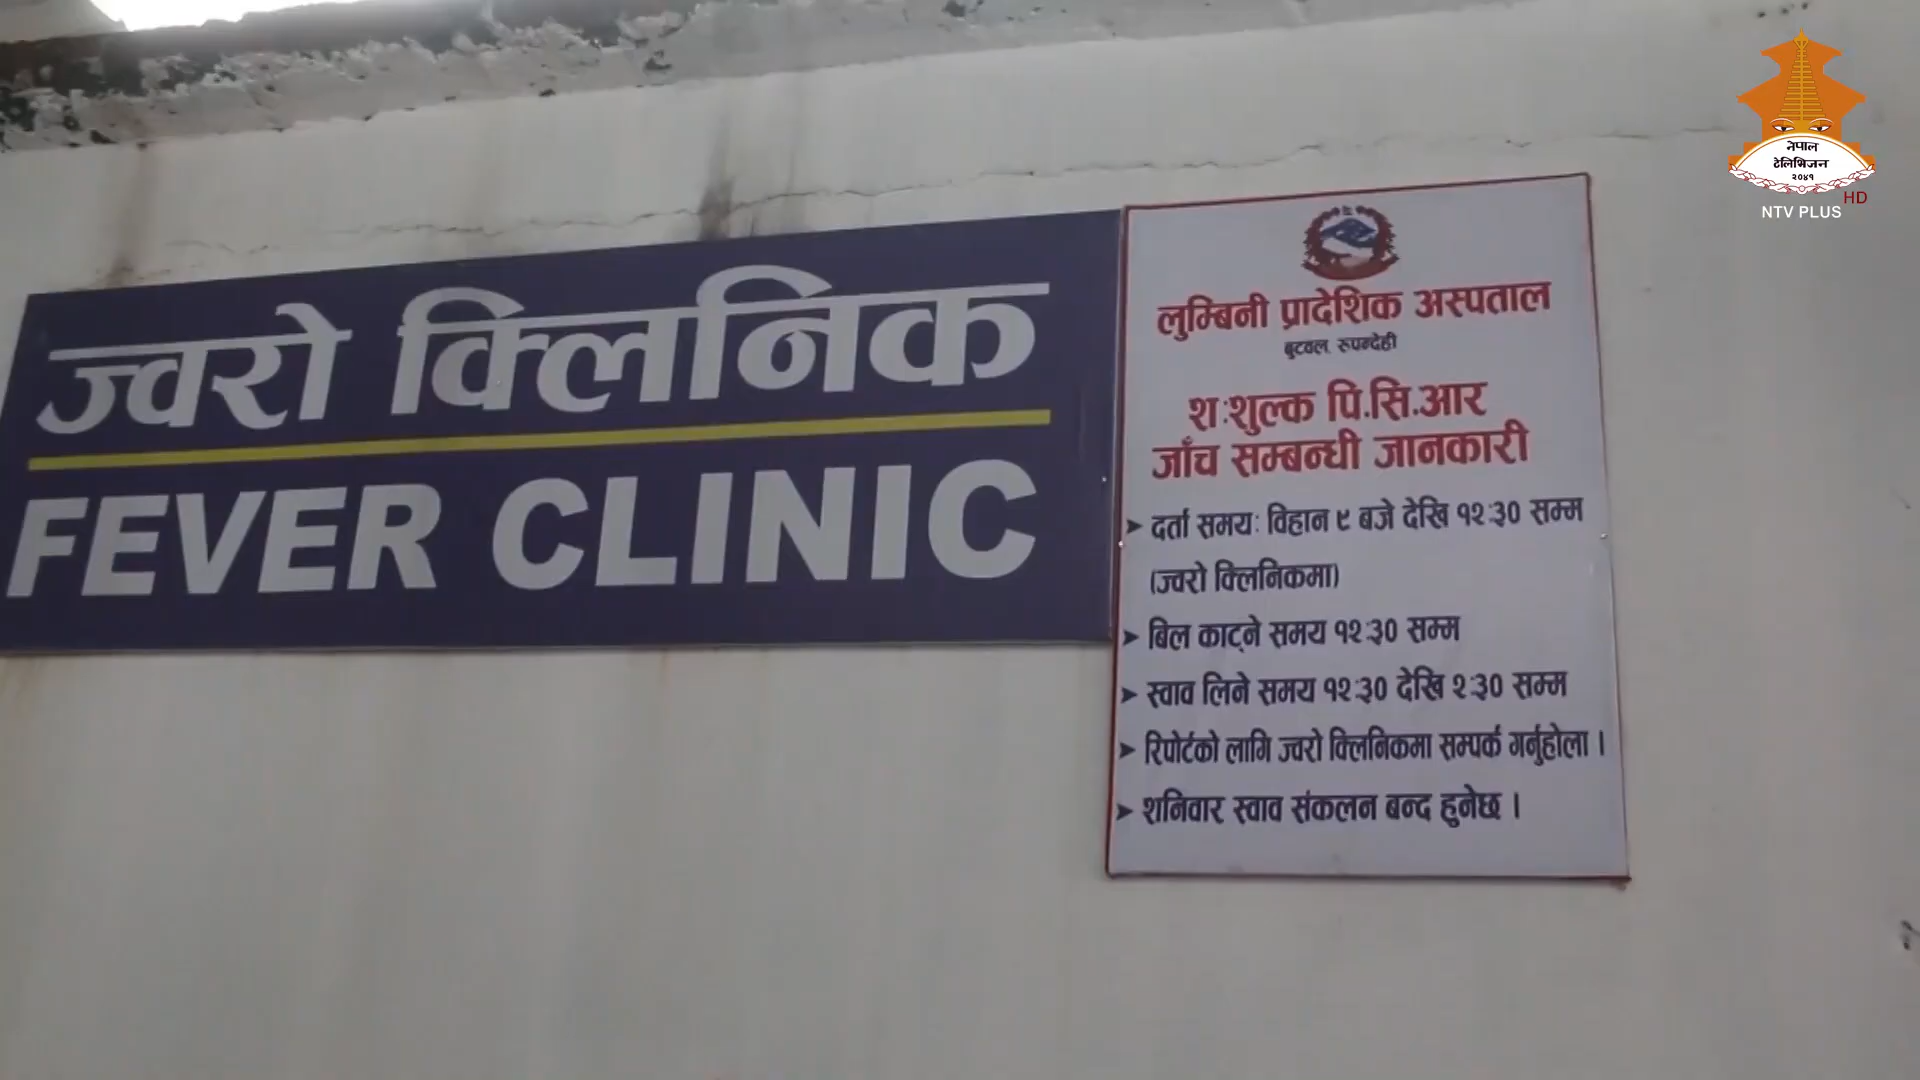 ज्वरो क्लिनिक
FEVER CLINIC
लुम्बिनी प्रादेशिक अस्पताल
बुटवल, रुपन्देही
श:शुल्क पि.सि.आर
जाँच सम्बन्धी जानकारी
➤ दर्ता समय: विहान ९ बजे देखि १२:३० सम्म
(ज्वरो क्लिनिकमा)
➤ बिल काट्ने समय १२:३० सम्म
➤ स्वाव लिने समय १२:३० देखि २:३० सम्म
➤ रिपोर्टको लागि ज्वरो क्लिनिकमा सम्पर्क गर्नुहोला ।
➤ शनिवार स्वाव संकलन बन्द हुनेछ ।
नेपाल
टेलिभिजन
२०४१
HD
NTV PLUS